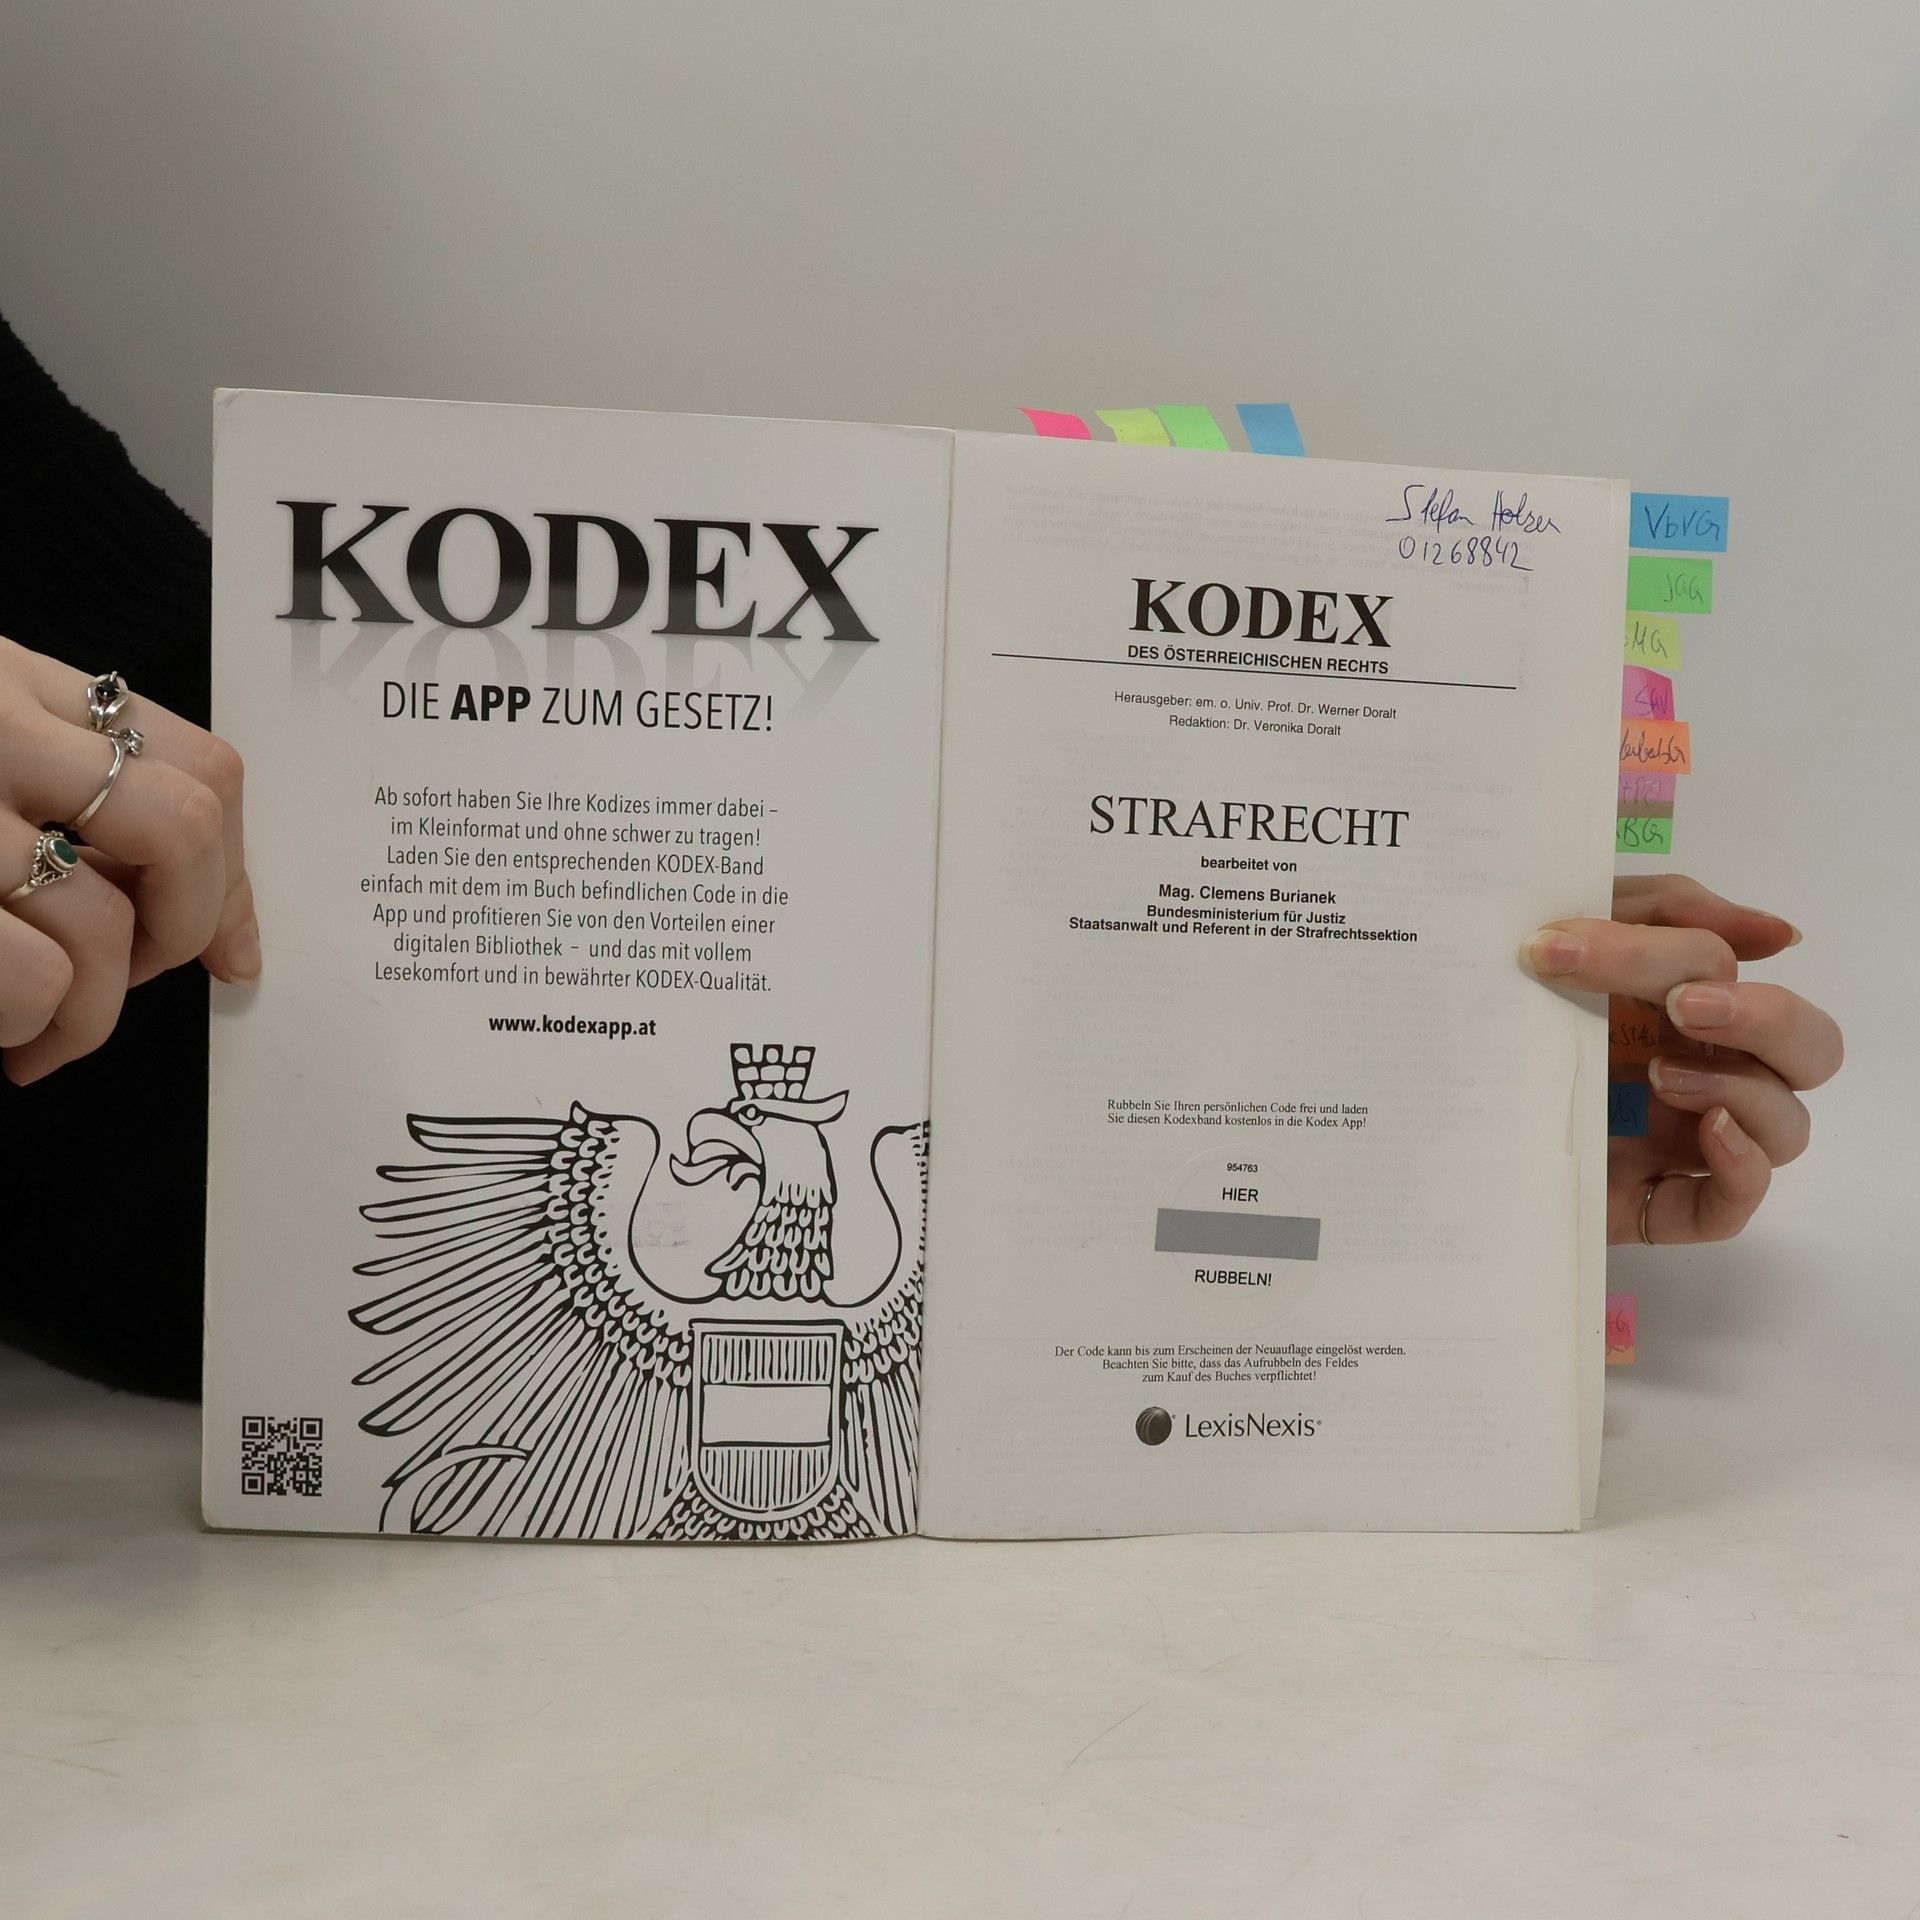 KODEX
DIE APP ZUM GESETZ!
Ab sofort haben Sie Ihre Kodizes immer dabei –
im Kleinformat und ohne schwer zu tragen!
Laden Sie den entsprechenden KODEX-Band
einfach mit dem im Buch befindlichen Code in die
App und profitieren Sie von den Vorteilen einer
digitalen Bibliothek – und das mit vollem
Lesekomfort und in bewährter KODEX-Qualität.
www.kodexapp.at
Stefan Holzer
01268842
KODEX
DES ÖSTERREICHISCHEN RECHTS
Herausgeber: em. o. Univ. Prof. Dr. Werner Doralt
Redaktion: Dr. Veronika Doralt
STRAFRECHT
bearbeitet von
Mag. Clemens Burianek
Bundesministerium für Justiz
Staatsanwalt und Referent in der Strafrechtssektion
Rubbeln Sie Ihren persönlichen Code frei und laden
Sie diesen Kodexband kostenlos in die Kodex App!
954763
HIER
RUBBELN!
Der Code kann bis zum Erscheinen der Neuauflage eingelöst werden.
Beachten Sie bitte, dass das Aufrubbeln des Feldes
zum Kauf des Buches verpflichtet!
LexisNexis®
VbVG
JGG